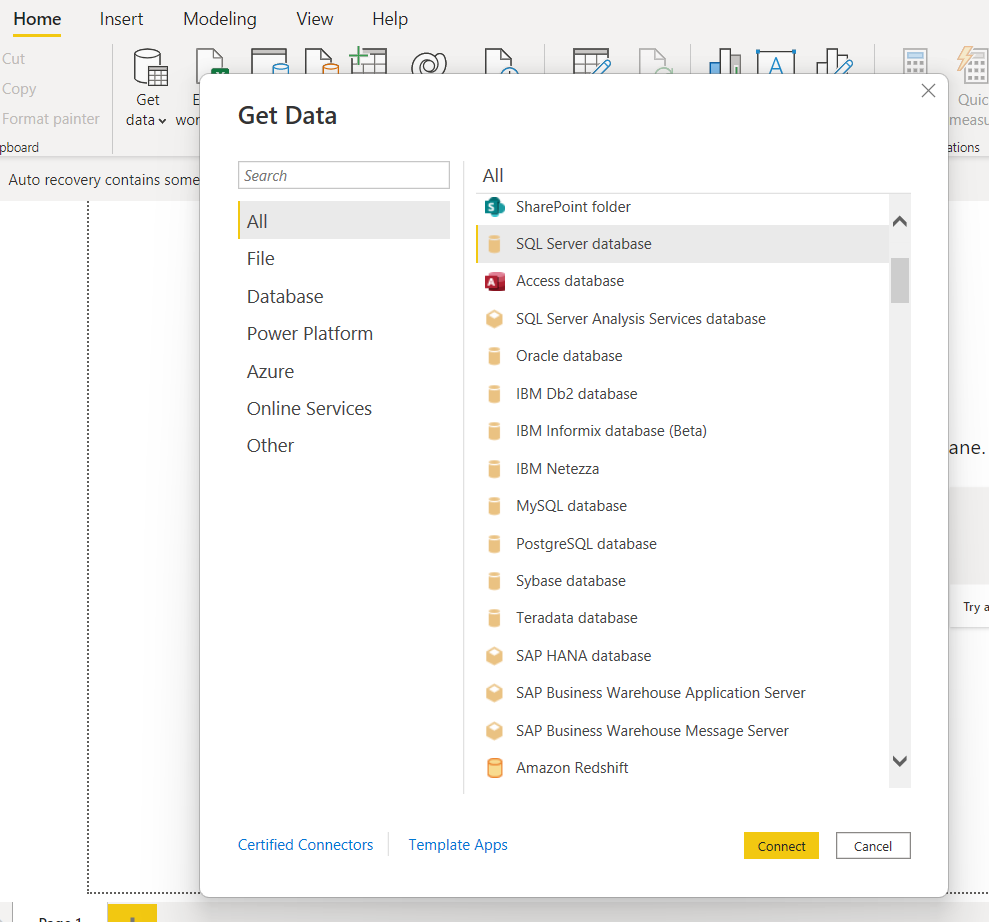 Home Insert Modeling View Help
Cut
Copy
Format painter
pboard
Get
data
E
wor
Quic
measu
ations
Auto recovery contains some
Get Data
Search
All
File
Database
Power Platform
Azure
Online Services
Other
All
SharePoint folder
SQL Server database
Access database
SQL Server Analysis Services database
Oracle database
IBM Db2 database
IBM Informix database (Beta)
IBM Netezza
MySQL database
PostgreSQL database
Sybase database
Teradata database
SAP HANA database
SAP Business Warehouse Application Server
SAP Business Warehouse Message Server
Amazon Redshift
Certified Connectors Template Apps
Connect Cancel
ane.
Try a
Page 1